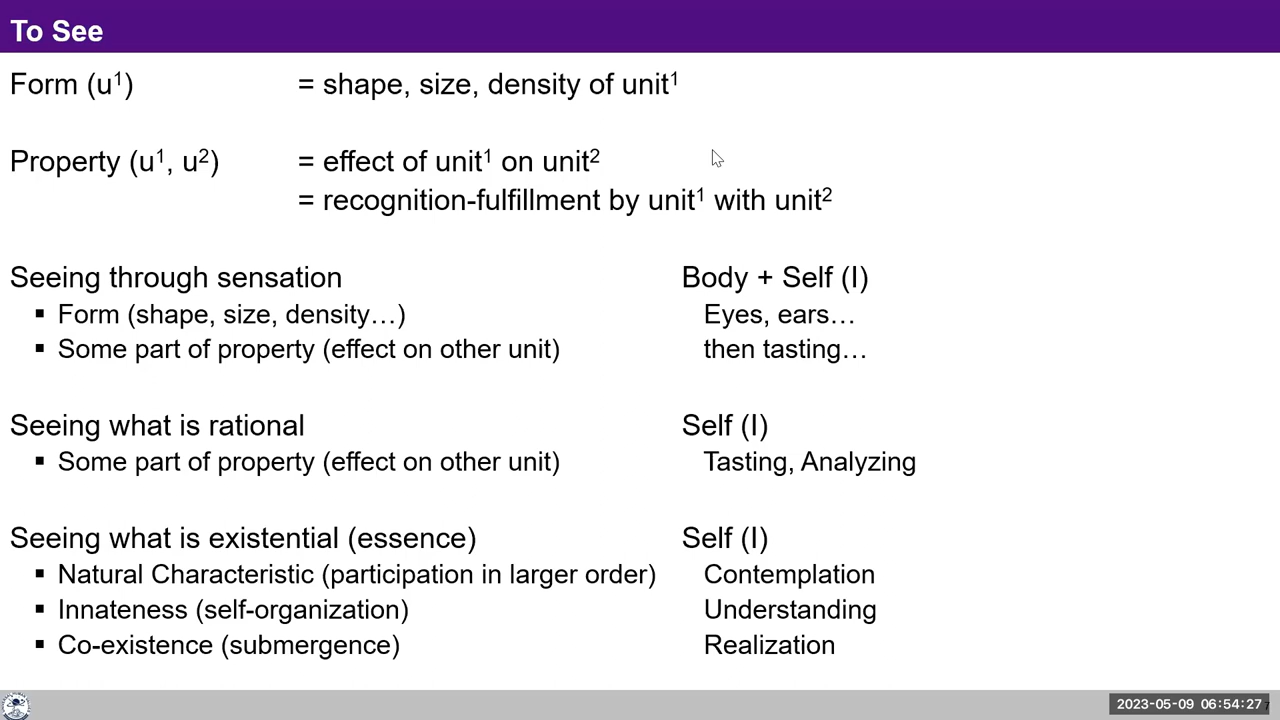 To See
Form (u¹) = shape, size, density of unit¹
Property (u¹, u²) = effect of unit¹ on unit²
= recognition-fulfillment by unit¹ with unit²
Seeing through sensation Body + Self (I)
▪ Form (shape, size, density…) Eyes, ears…
▪ Some part of property (effect on other unit) then tasting…
Seeing what is rational Self (I)
▪ Some part of property (effect on other unit) Tasting, Analyzing
Seeing what is existential (essence) Self (I)
▪ Natural Characteristic (participation in larger order) Contemplation
▪ Innateness (self-organization) Understanding
▪ Co-existence (submergence) Realization
2023-05-09 06:54:27